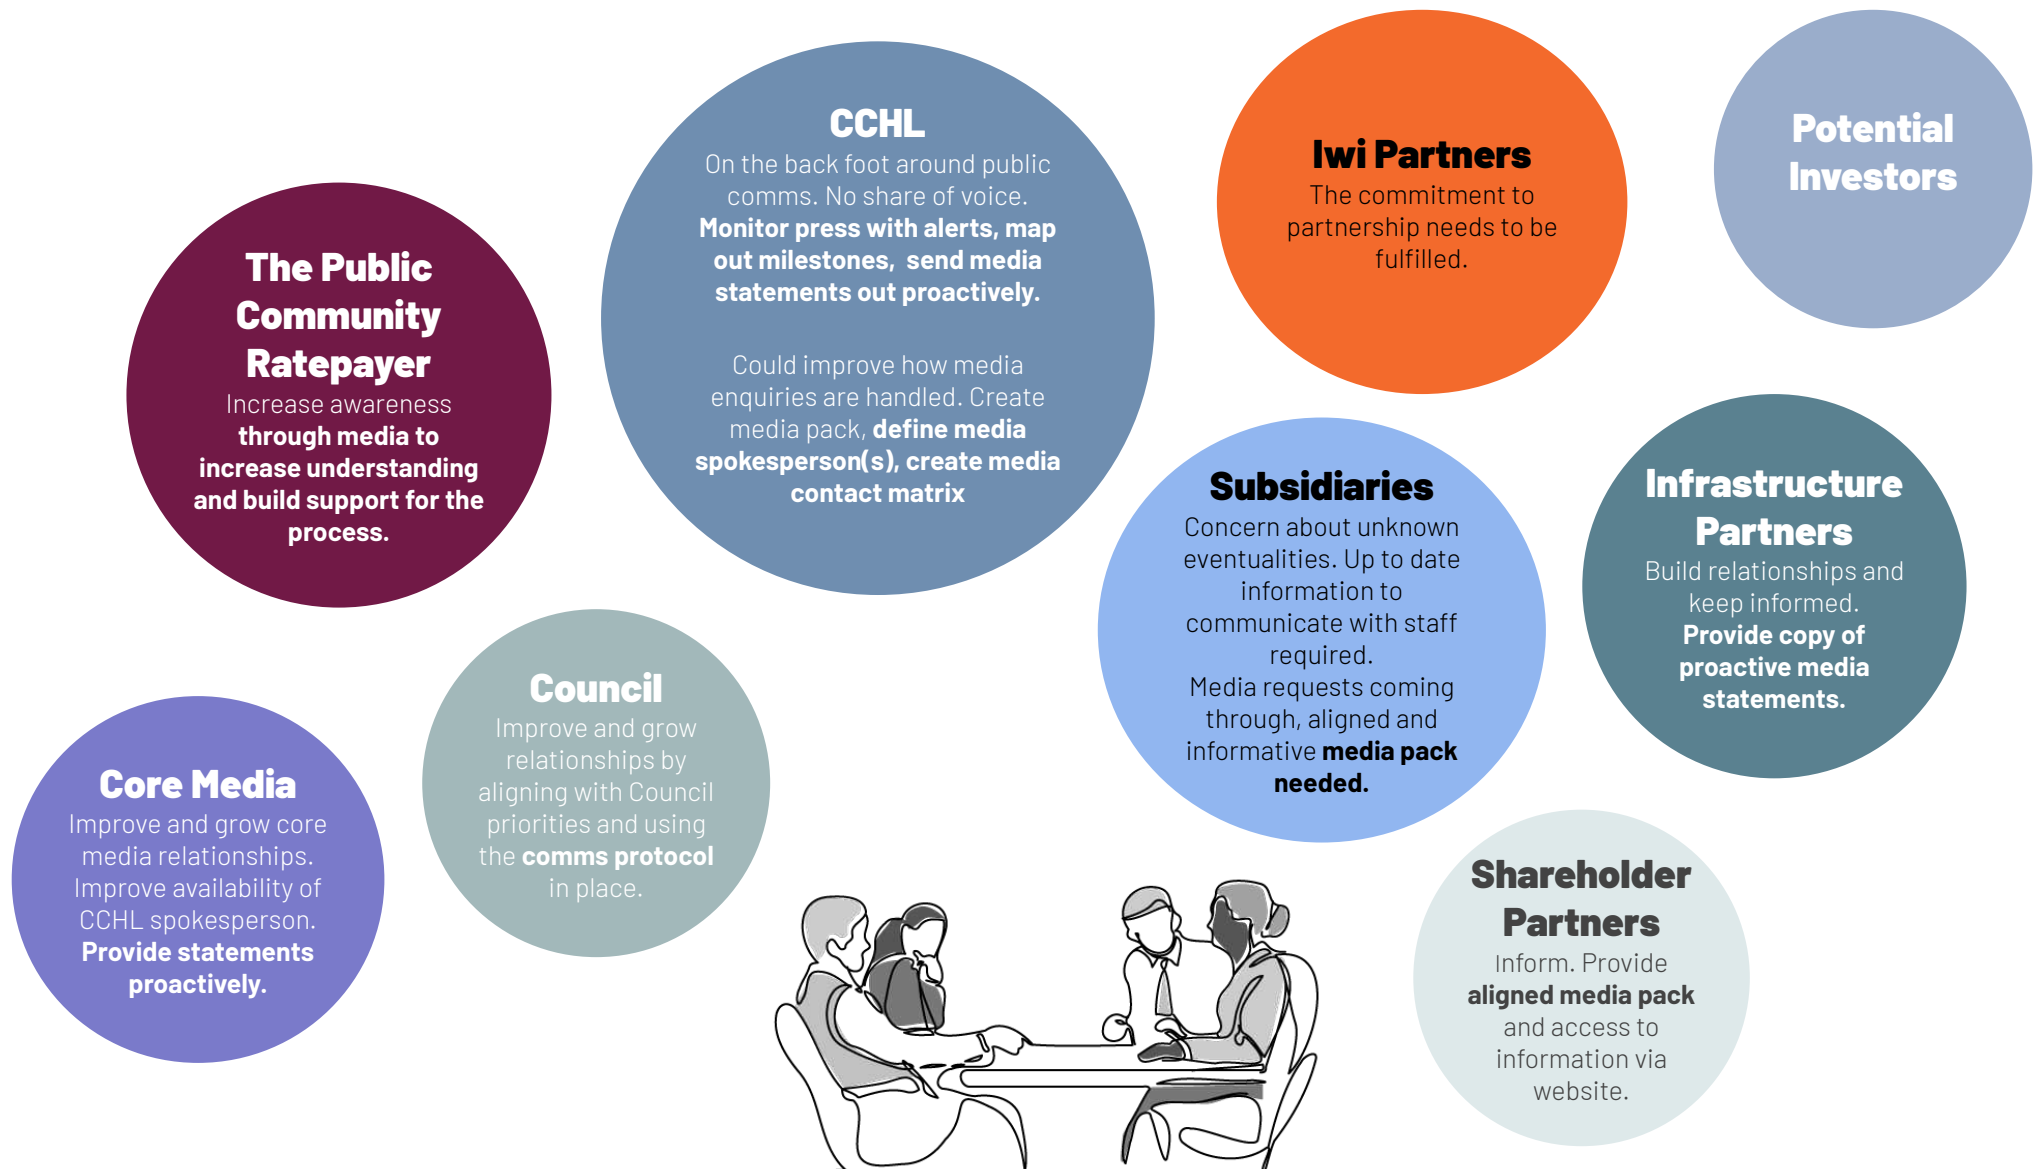 The Public
Community
Ratepayer
Increase awareness
through media to
increase understanding
and build support for the
process.
CCHL
On the back foot around public
comms. No share of voice.
Monitor press with alerts, map
out milestones, send media
statements out proactively.
Could improve how media
enquiries are handled. Create
media pack, define media
spokesperson(s), create media
contact matrix
Iwi Partners
The commitment to
partnership needs to be
fulfilled.
Potential
Investors
Core Media
Improve and grow core
media relationships.
Improve availability of
CCHL spokesperson.
Provide statements
proactively.
Council
Improve and grow
relationships by
aligning with Council
priorities and using
the comms protocol
in place.
Subsidiaries
Concern about unknown
eventualities. Up to date
information to
communicate with staff
required.
Media requests coming
through, aligned and
informative media pack
needed.
Infrastructure
Partners
Build relationships and
keep informed.
Provide copy of
proactive media
statements.
Shareholder
Partners
Inform. Provide
aligned media pack
and access to
information via
website.